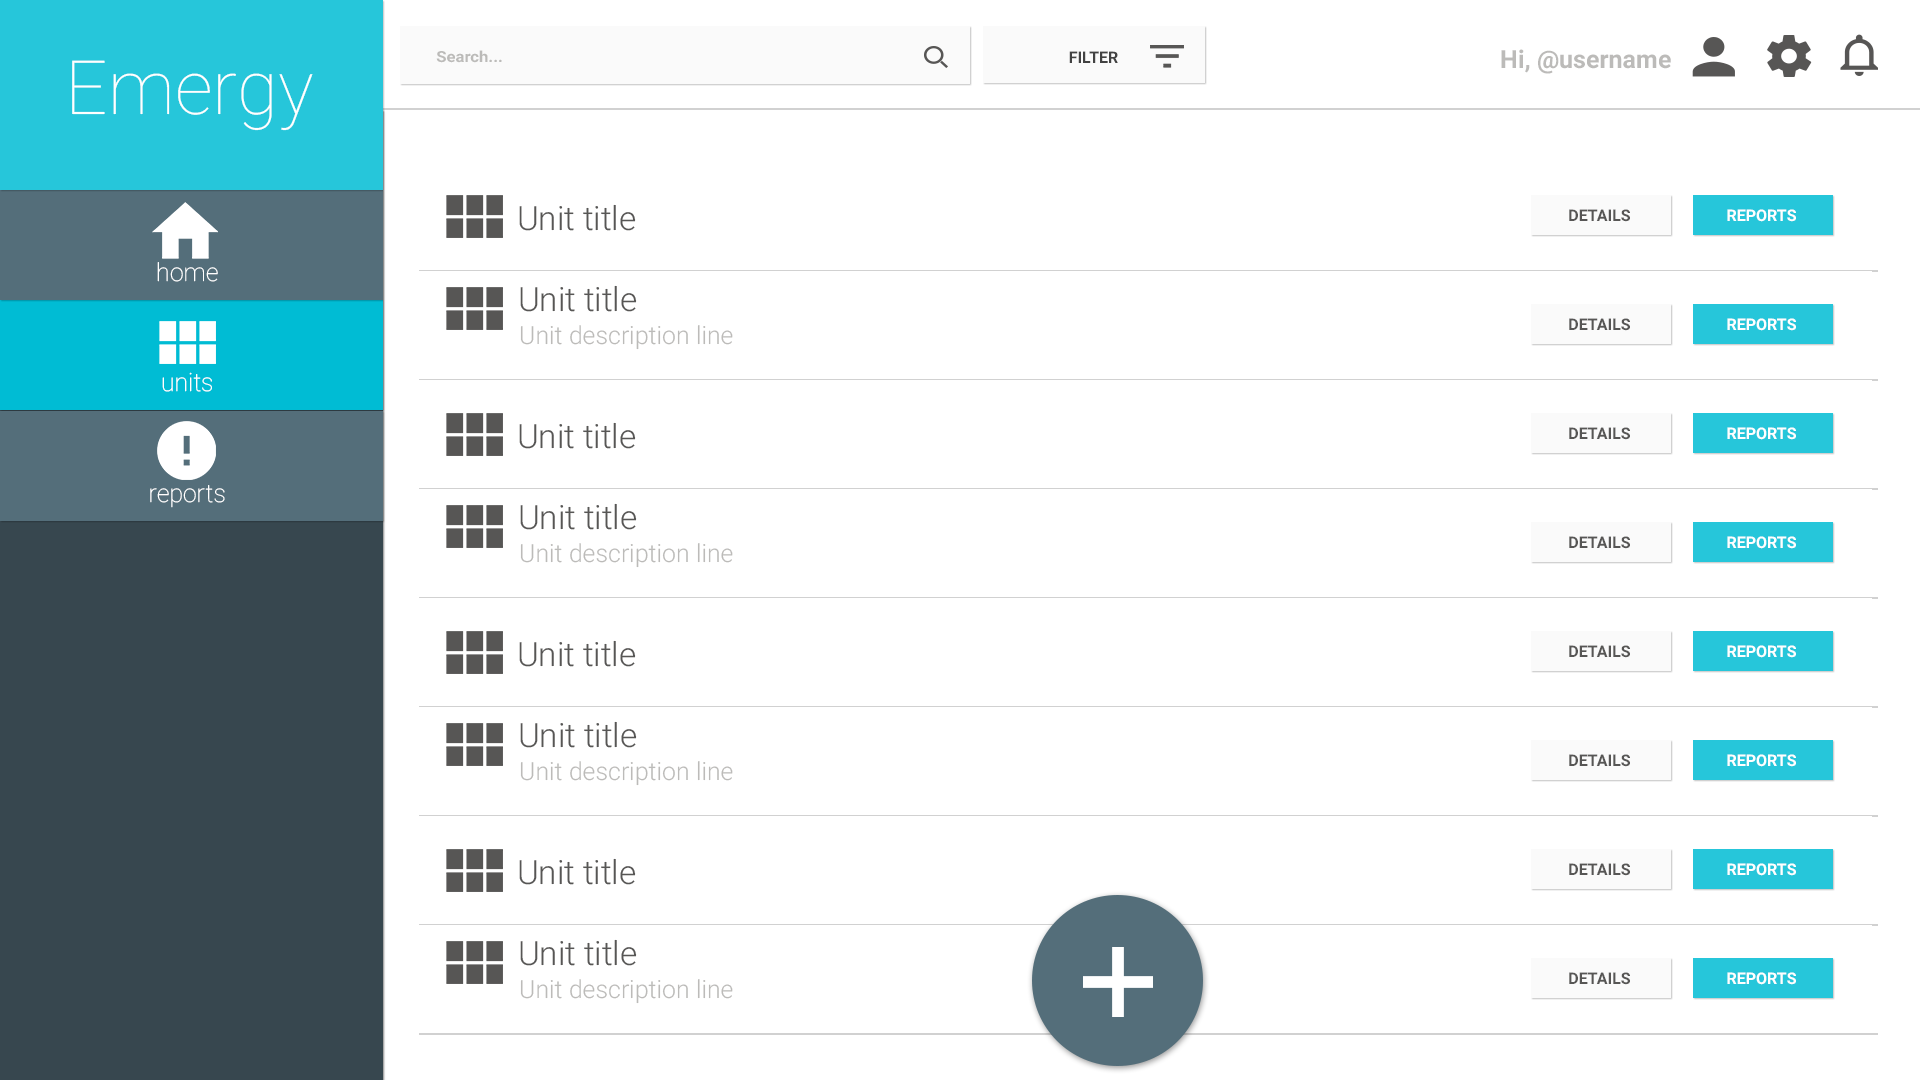 Emergy
Search...
FILTER
Hi, @username
home
units
reports
Unit title
DETAILS
REPORTS
Unit title
Unit description line
DETAILS
REPORTS
Unit title
DETAILS
REPORTS
Unit title
Unit description line
DETAILS
REPORTS
Unit title
DETAILS
REPORTS
Unit title
Unit description line
DETAILS
REPORTS
Unit title
DETAILS
REPORTS
Unit title
Unit description line
DETAILS
REPORTS